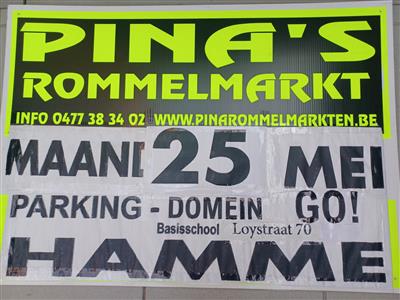 PINA'S
ROMMELMARKT
INFO 0477 38 34 02 WWW.PINAROMMELMARKTEN.BE
MAAND 25 MEI
PARKING - DOMEIN GO!
Basisschool Loystraat 70
HAMME